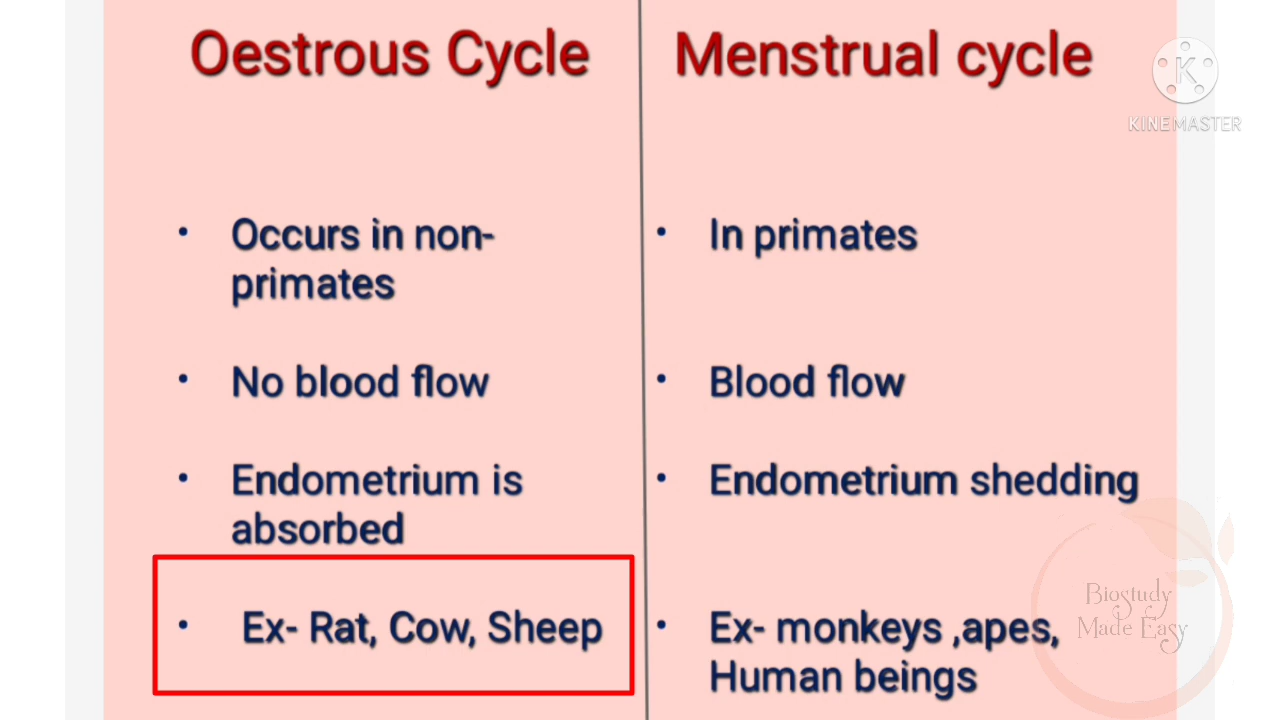 Oestrous Cycle
Menstrual cycle
K
KINEMASTER
• Occurs in non-
primates
• In primates
• No blood flow
• Blood flow
• Endometrium is
absorbed
• Endometrium shedding
• Ex- Rat, Cow, Sheep
• Ex- monkeys ,apes,
Human beings
Biostudy
Made Easy